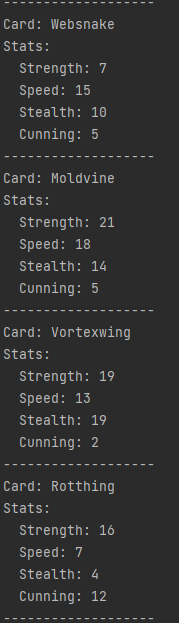 -------------------
Card: Websnake
Stats:
  Strength: 7
  Speed: 15
  Stealth: 10
  Cunning: 5
-------------------
Card: Moldvine
Stats:
  Strength: 21
  Speed: 18
  Stealth: 14
  Cunning: 5
-------------------
Card: Vortexwing
Stats:
  Strength: 19
  Speed: 13
  Stealth: 19
  Cunning: 2
-------------------
Card: Rotthing
Stats:
  Strength: 16
  Speed: 7
  Stealth: 4
  Cunning: 12
-------------------